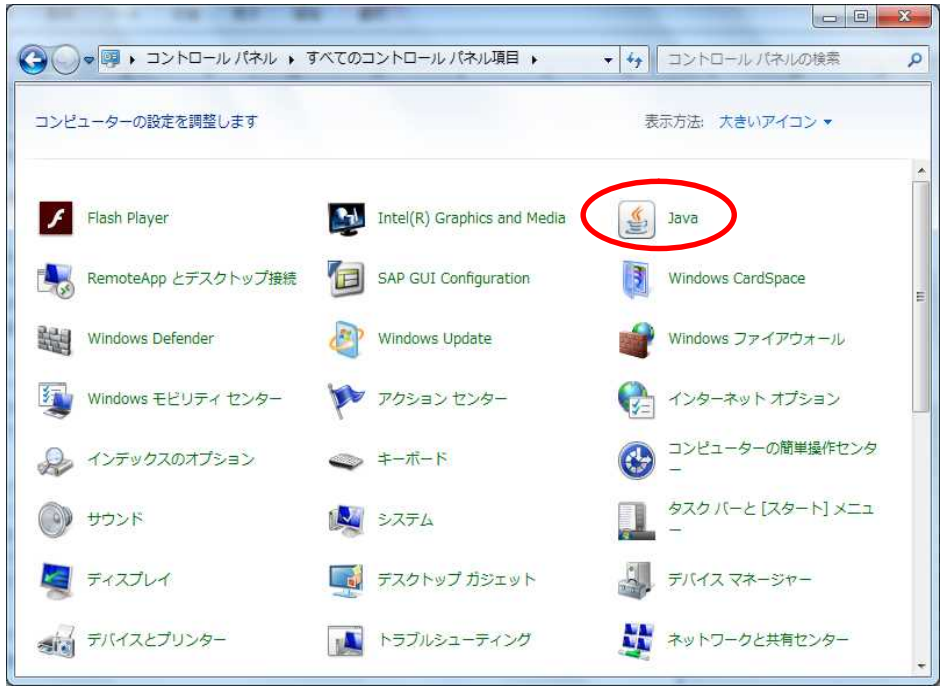 コントロール パネル ▸ すべてのコントロール パネル項目 ▸
コントロール パネルの検索
コンピューターの設定を調整します
表示方法: 大きいアイコン ▼
Flash Player
Intel(R) Graphics and Media
Java
RemoteApp とデスクトップ接続
SAP GUI Configuration
Windows CardSpace
Windows Defender
Windows Update
Windows ファイアウォール
Windows モビリティ センター
アクション センター
インターネット オプション
インデックスのオプション
キーボード
コンピューターの簡単操作センタ
ー
サウンド
システム
タスク バーと [スタート] メニュ
ー
ディスプレイ
デスクトップ ガジェット
デバイス マネージャー
デバイスとプリンター
トラブルシューティング
ネットワークと共有センター